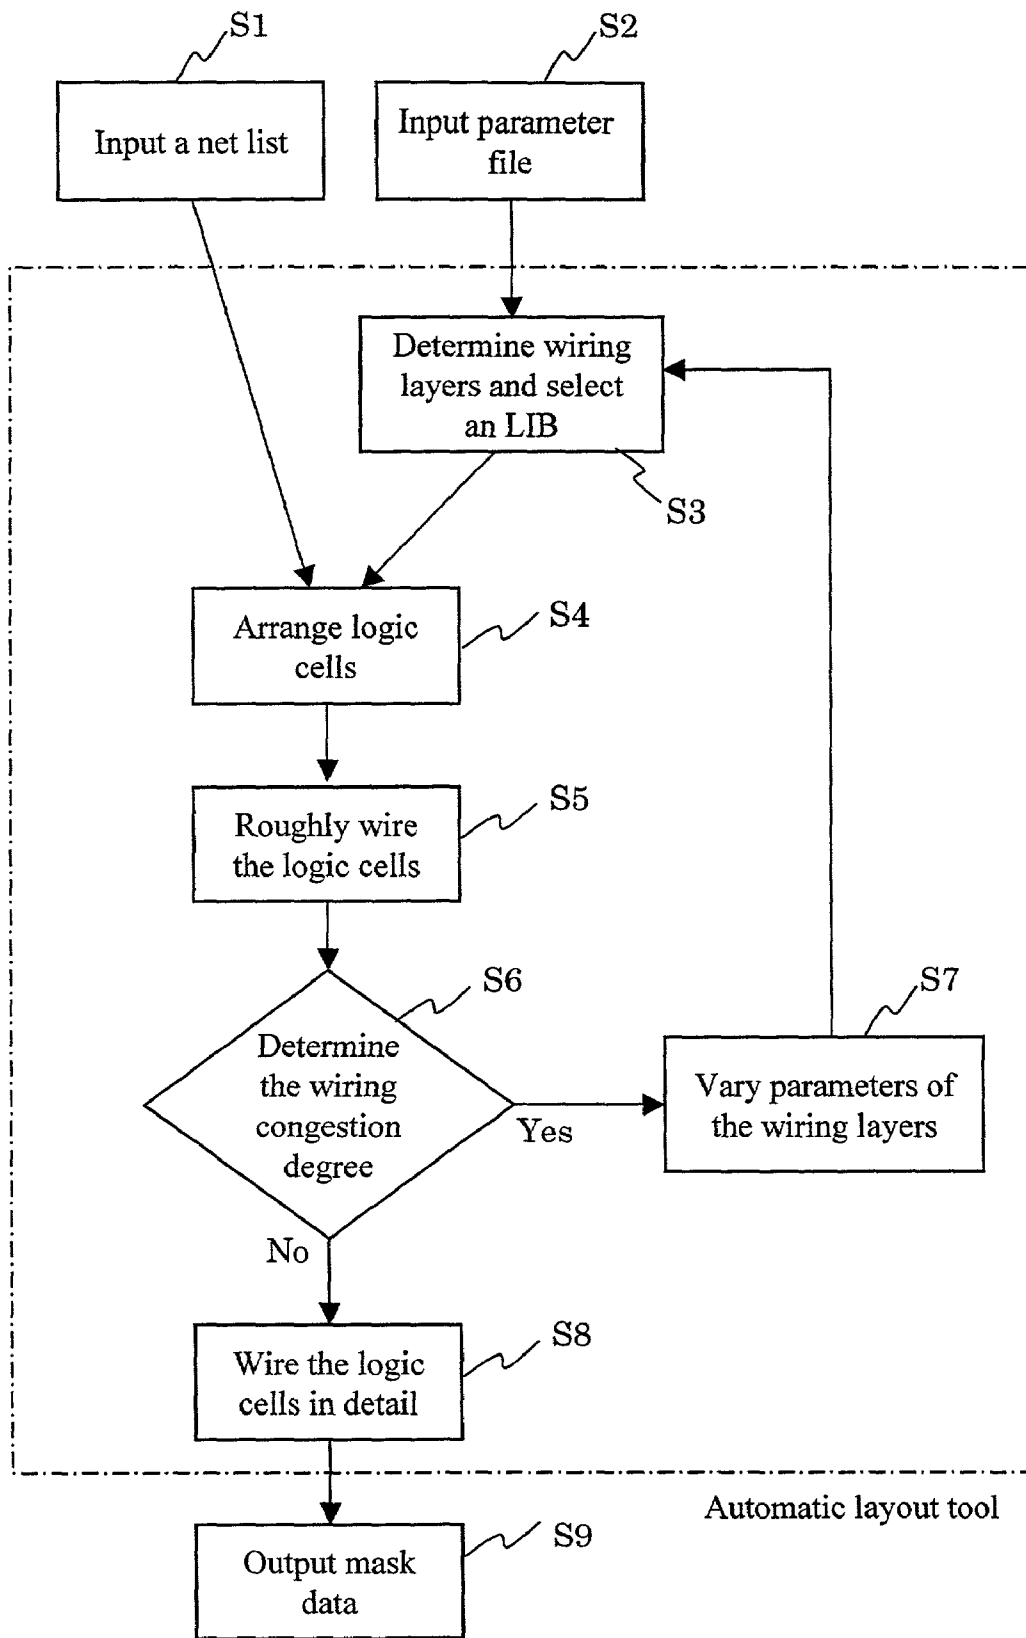 S1
S2
Input a net list
Input parameter
file
Determine wiring
layers and select
an LIB
S3
Arrange logic
cells
S4
Roughly wire
the logic cells
S5
Determine
the wiring
congestion
degree
S6
Yes
No
Vary parameters of
the wiring layers
S7
Wire the logic
cells in detail
S8
Automatic layout tool
Output mask
data
S9